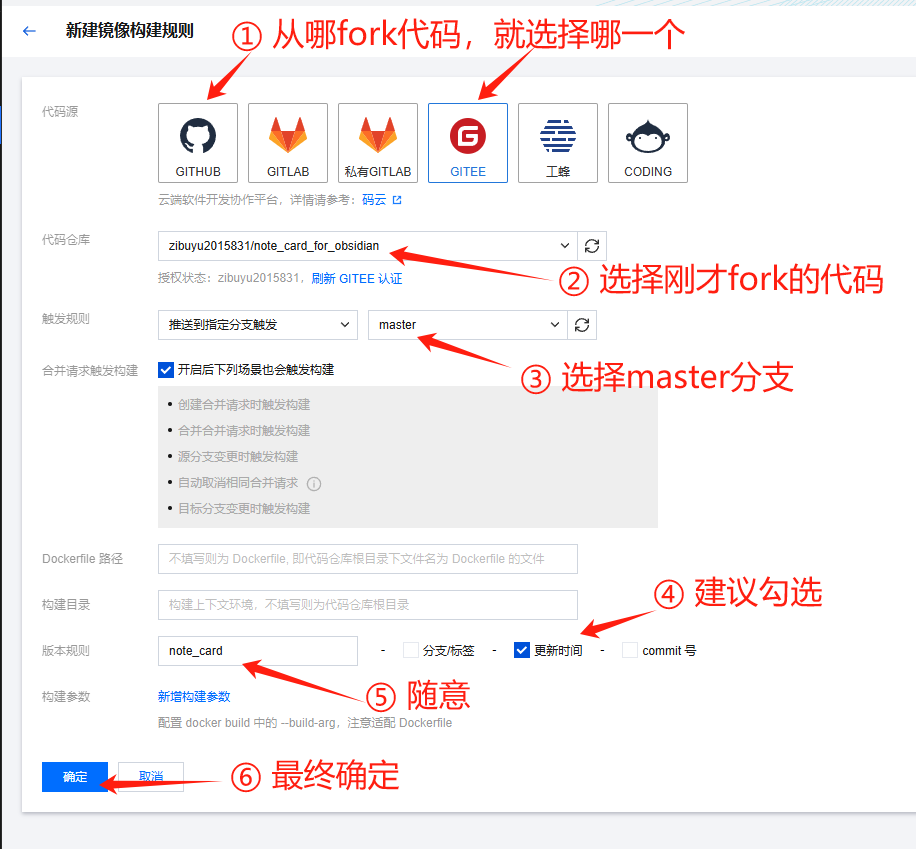 新建镜像构建规则
① 从哪fork代码，就选择哪一个
代码源
GITHUB
GITLAB
私有GITLAB
GITEE
工蜂
CODING
云端软件开发协作平台，详情请参考：码云
代码仓库
zibuyu2015831/note_card_for_obsidian
授权状态：zibuyu2015831，刷新 GITEE 认证
② 选择刚才fork的代码
触发规则
推送到指定分支触发
master
③ 选择master分支
合并请求触发构建
开启后下列场景也会触发构建
创建合并请求时触发构建
合并合并请求时触发构建
源分支变更时触发构建
自动取消相同合并请求
目标分支变更时触发构建
Dockerfile 路径
不填写则为 Dockerfile, 即代码仓库根目录下文件名为 Dockerfile 的文件
构建目录
构建上下文环境，不填写则为代码仓库根目录
④ 建议勾选
版本规则
note_card
- 分支/标签 - 更新时间 - commit 号
⑤ 随意
构建参数
新增构建参数
配置 docker build 中的 --build-arg，注意适配 Dockerfile
确定
取消
⑥ 最终确定